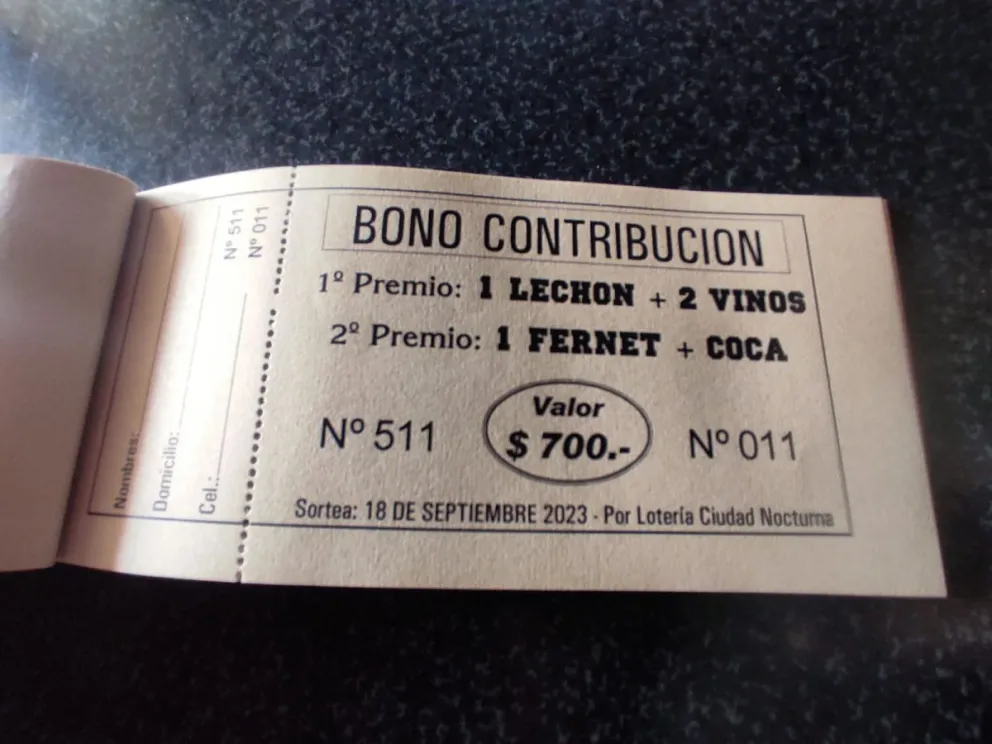 Nº 511
Nº 011
Nombres:
Domicilio:
Cel.:
BONO CONTRIBUCION
1º Premio: 1 LECHON + 2 VINOS
2º Premio: 1 FERNET + COCA
Nº 511
Valor
$ 700.-
Nº 011
Sortea: 18 DE SEPTIEMBRE 2023 - Por Lotería Ciudad Nocturna